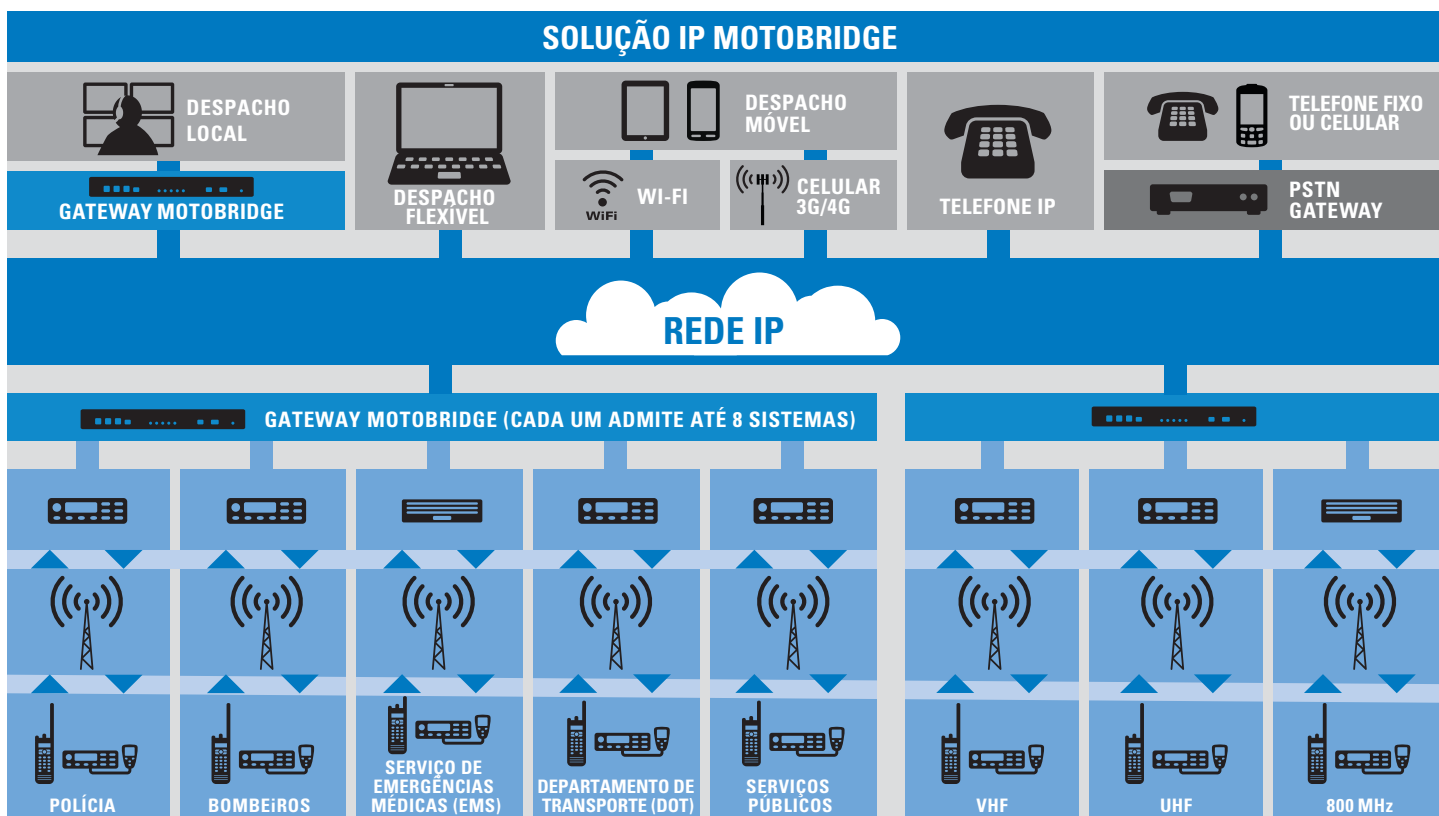 SOLUÇÃO IP MOTOBRIDGE
DESPACHO
LOCAL
GATEWAY MOTOBRIDGE
DESPACHO
FLEXÍVEL
DESPACHO
MÓVEL
WiFi
WI-FI
CELULAR
3G/4G
TELEFONE IP
TELEFONE FIXO
OU CELULAR
PSTN
GATEWAY
REDE IP
GATEWAY MOTOBRIDGE (CADA UM ADMITE ATÉ 8 SISTEMAS)
POLÍCIA
BOMBEiROS
SERVIÇO DE
EMERGÊNCIAS
MÉDICAS (EMS)
DEPARTAMENTO DE
TRANSPORTE (DOT)
SERVIÇOS
PÚBLICOS
VHF
UHF
800 MHz